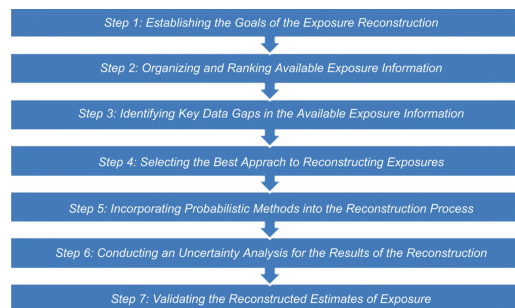 Step 1: Establishing the Goals of the Exposure Reconstruction
Step 2: Organizing and Ranking Available Exposure Information
Step 3: Identifying Key Data Gaps in the Available Exposure Information
Step 4: Selecting the Best Apprach to Reconstructing Exposures
Step 5: Incorporating Probabilistic Methods into the Reconstruction Process
Step 6: Conducting an Uncertainty Analysis for the Results of the Reconstruction
Step 7: Validating the Reconstructed Estimates of Exposure